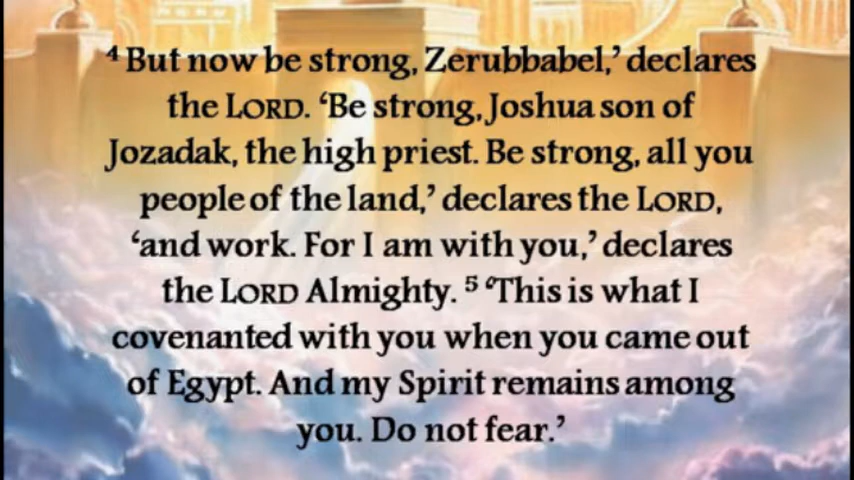 ⁴ But now be strong, Zerubbabel,’ declares
the LORD. ‘Be strong, Joshua son of
Jozadak, the high priest. Be strong, all you
people of the land,’ declares the LORD,
‘and work. For I am with you,’ declares
the LORD Almighty. ⁵ ‘This is what I
covenanted with you when you came out
of Egypt. And my Spirit remains among
you. Do not fear.’